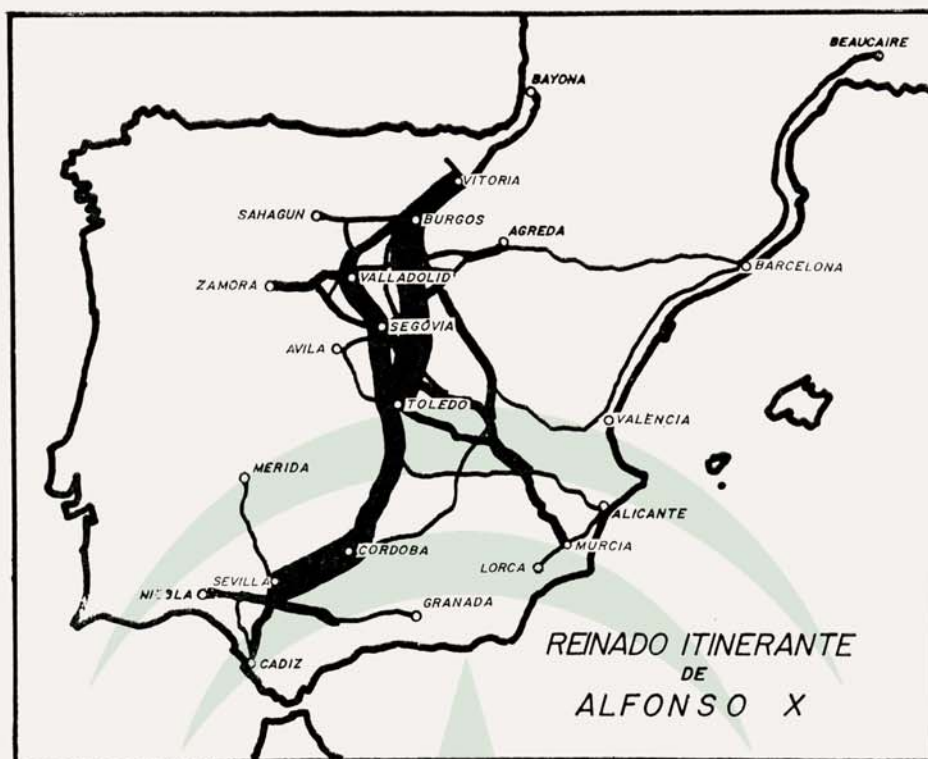 BEAUCAIRE
BAYONA
VITORIA
SAHAGUN
BURGOS
AGREDA
BARCELONA
VALLADOLID
ZAMORA
SEGÓVIA
AVILA
TOLEDO
VALENCIA
MERIDA
ALICANTE
CORDOBA
MURCIA
LORCA
SEVILLA
GRANADA
CADIZ
REINADO ITINERANTE
DE
ALFONSO X